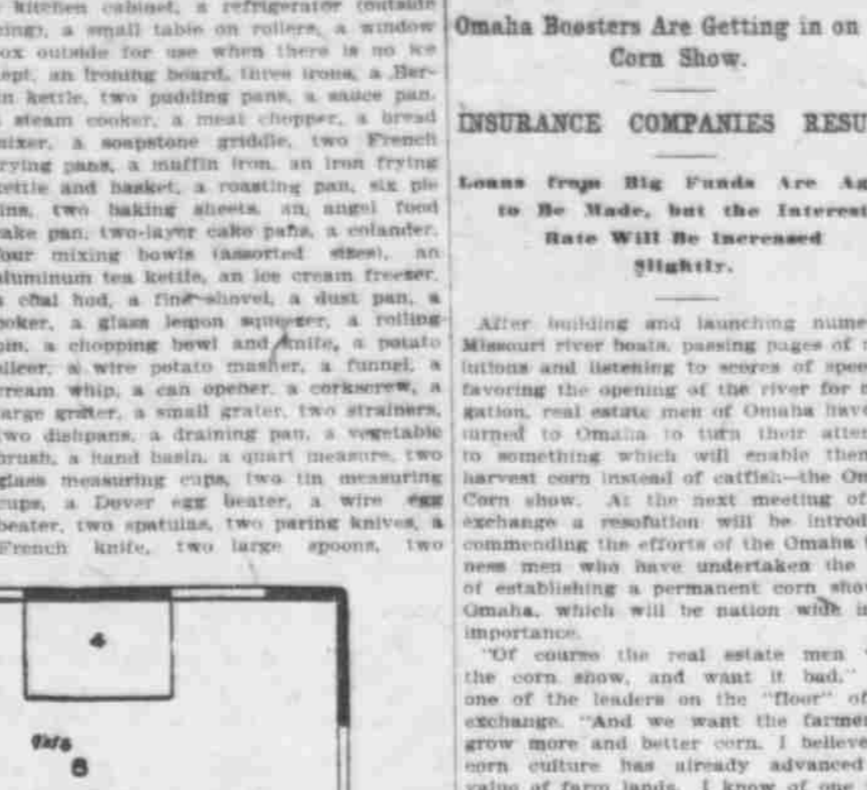 kitchen cabinet, a refrigerator (outside
icing), a small table on rollers, a window
box outside for use when there is no ice
kept, an ironing board, three irons, a Ber-
lin kettle, two pudding pans, a sauce pan,
steam cooker, a meat chopper, a bread
mixer, a soapstone griddle, two French
rying pans, a muffin iron, an iron frying
kettle and basket, a roasting pan, six pie
ins, two baking sheets, an angel food
cake pan, two-layer cake pans, a colander,
four mixing bowls (assorted sizes), an
aluminum tea kettle, an ice cream freezer,
a coal hod, a fine shovel, a dust pan, a
poker, a glass lemon squeezer, a rolling-
pin, a chopping bowl and knife, a potato
slicer, a wire potato masher, a funnel, a
cream whip, a can opener, a corkscrew, a
large grater, a small grater, two strainers,
two dishpans, a draining pan, a vegetable
brush, a hand basin, a quart measure, two
glass measuring cups, two tin measuring
cups, a Dover egg beater, a wire egg
beater, two spatulas, two paring knives, a
French knife, two large spoons, two
4
8
Omaha Boosters Are Getting in on
Corn Show.
INSURANCE COMPANIES RESU
Loans from Big Funds Are Ag
to Be Made, but the Interest
Rate Will Be Increased
Slightly.
After building and launching nume
Missouri river boats, passing pages of
lutions and listening to scores of spee
favoring the opening of the river for
gation, real estate men of Omaha have
turned to Omaha to turn their atten
to something which will enable them
harvest corn instead of catfish—the Om
Corn show. At the next meeting of
exchange a resolution will be introd
commending the efforts of the Omaha
ness men who have undertaken the
of establishing a permanent corn show
Omaha, which will be nation wide in
importance.
"Of course the real estate men
the corn show, and want it bad,"
one of the leaders on the "floor" of
exchange. "And we want the farmer
grow more and better corn. I believe
corn culture has already advanced
value of farm lands. I know of one